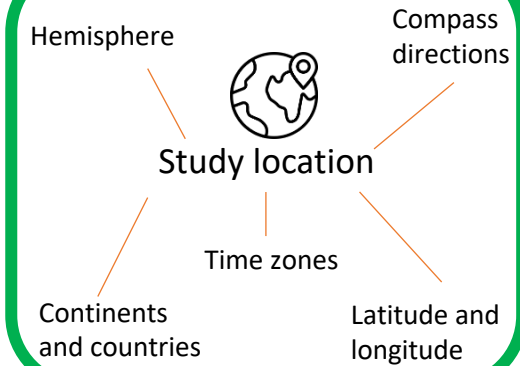 Hemisphere
Compass
directions
Study location
Time zones
Continents
and countries
Latitude and
longitude